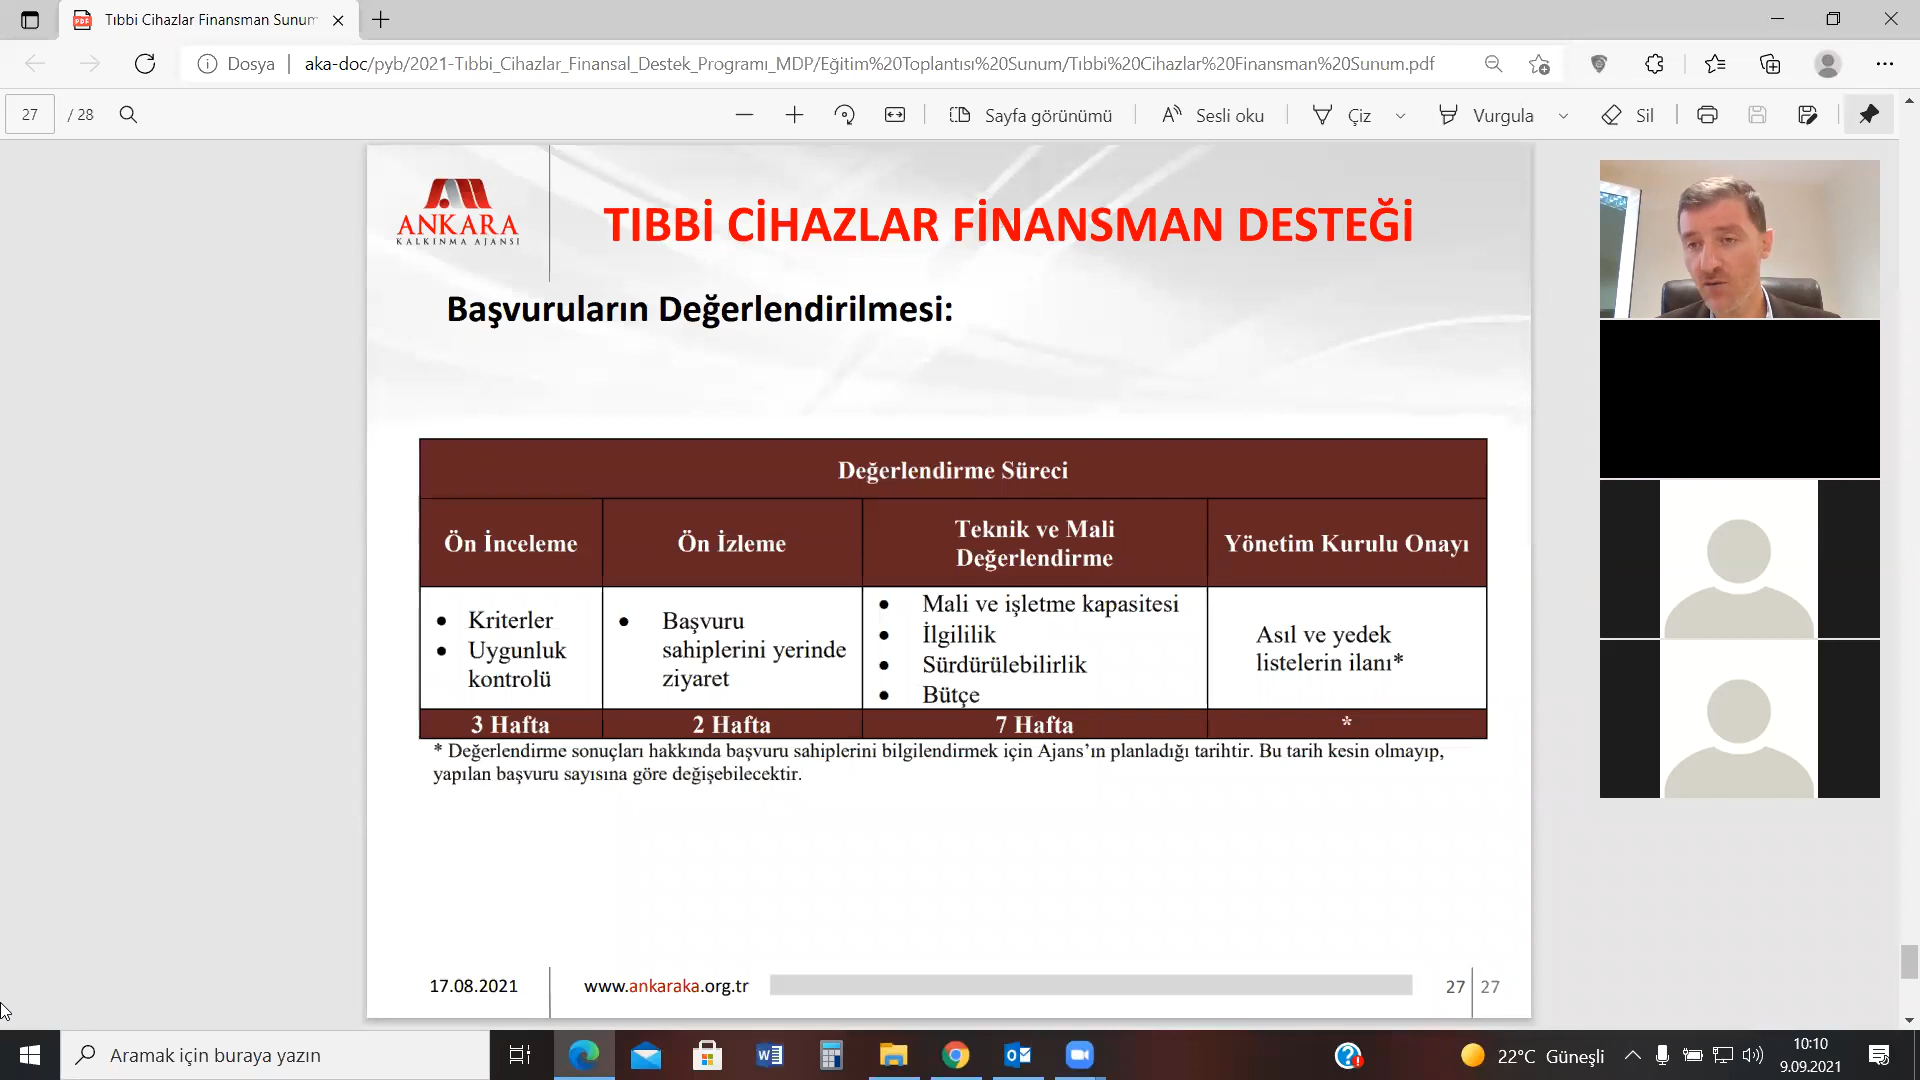 Tıbbi Cihazlar Finansman Sunum
Dosya
aka-doc/pyb/2021-Tıbbi_Cihazlar_Finansal_Destek_Programı_MDP/Eğitim%20Toplantısı%20Sunum/Tıbbi%20Cihazlar%20Finansman%20Sunum.pdf
27 / 28
Sayfa görünümü
Sesli oku
Çiz
Vurgula
Sil
ANKARA
KALKINMA AJANSI
TIBBİ CİHAZLAR FİNANSMAN DESTEĞİ
Başvuruların Değerlendirilmesi:
Değerlendirme Süreci
Ön İnceleme
Ön İzleme
Teknik ve Mali
Değerlendirme
Yönetim Kurulu Onayı
• Kriterler
• Uygunluk
kontrolü
• Başvuru
sahiplerini yerinde
ziyaret
• Mali ve işletme kapasitesi
• İlgililik
• Sürdürülebilirlik
• Bütçe
Asıl ve yedek
listelerin ilanı*
3 Hafta
2 Hafta
7 Hafta
*
* Değerlendirme sonuçları hakkında başvuru sahiplerini bilgilendirmek için Ajans’ın planladığı tarihtir. Bu tarih kesin olmayıp,
yapılan başvuru sayısına göre değişebilecektir.
17.08.2021
www.ankaraka.org.tr
27 27
Aramak için buraya yazın
22°C Güneşli
10:10
9.09.2021